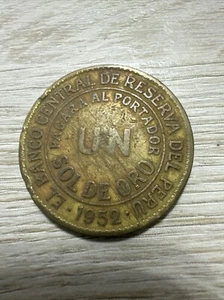 EL BANCO CENTRAL DE RESERVA DEL PERU
PAGARA AL PORTADOR
UN
SOL DE ORO
· 1952 ·